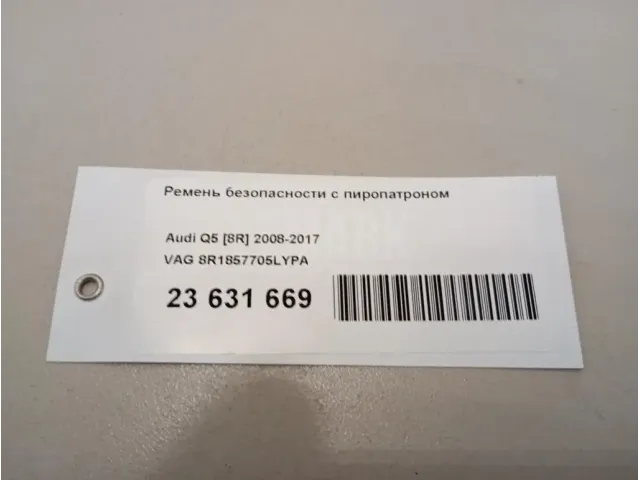 Ремень безопасности с пиропатроном
Audi Q5 [8R] 2008-2017
VAG 8R1857705LYPA
23 631 669